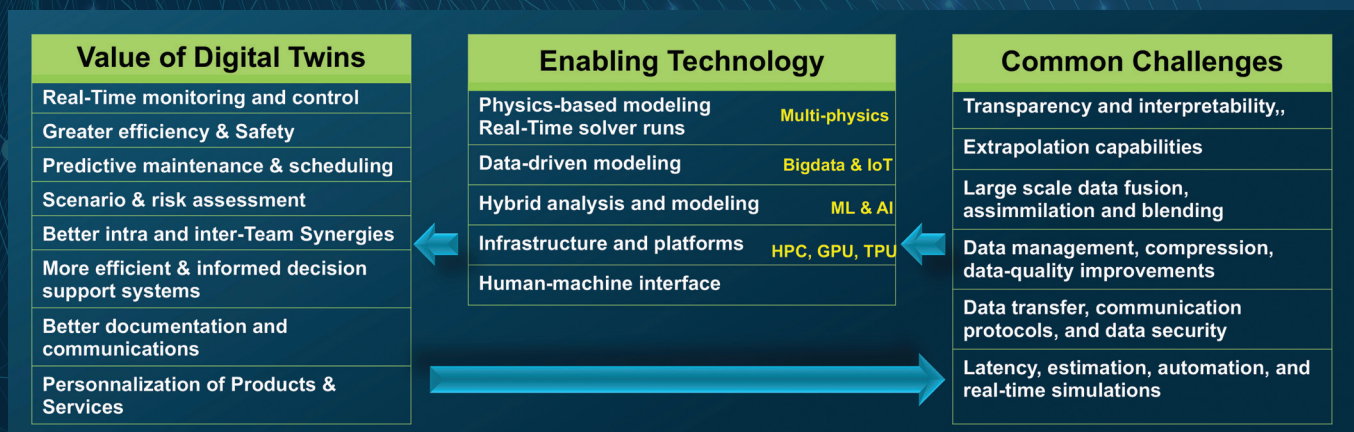 Value of Digital Twins
Real-Time monitoring and control
Greater efficiency & Safety
Predictive maintenance & scheduling
Scenario & risk assessment
Better intra and inter-Team Synergies
More efficient & informed decision
support systems
Better documentation and
communications
Personnalization of Products &
Services
Enabling Technology
Physics-based modeling
Real-Time solver runs
Multi-physics
Data-driven modeling
Bigdata & IoT
Hybrid analysis and modeling
ML & AI
Infrastructure and platforms
HPC, GPU, TPU
Human-machine interface
Common Challenges
Transparency and interpretability,,
Extrapolation capabilities
Large scale data fusion,
assimmilation and blending
Data management, compression,
data-quality improvements
Data transfer, communication
protocols, and data security
Latency, estimation, automation, and
real-time simulations